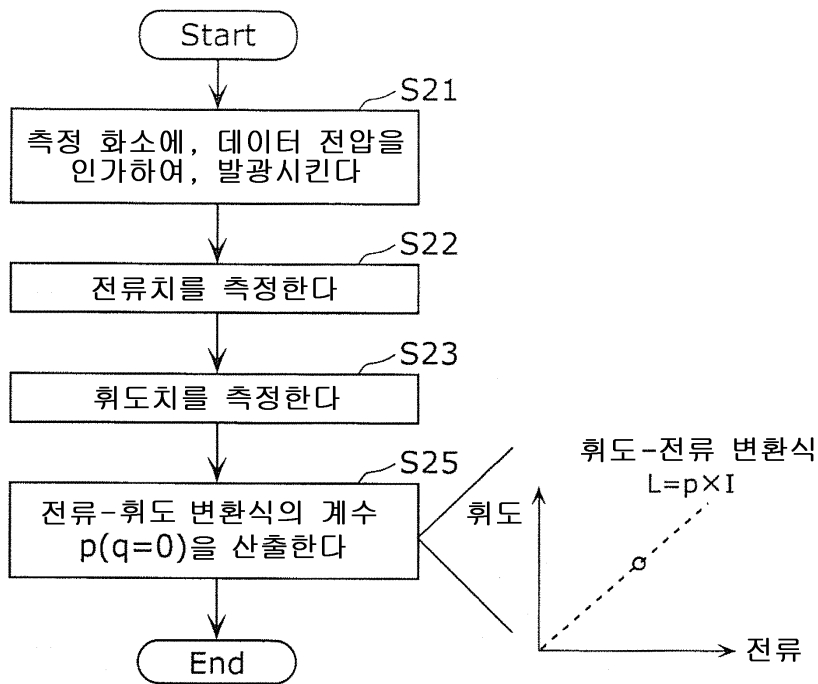 Start
S21
측정 화소에, 데이터 전압을
인가하여, 발광시킨다
S22
전류치를 측정한다
S23
휘도치를 측정한다
S25
전류-휘도 변환식의 계수
p(q=0)을 산출한다
End
휘도-전류 변환식
L=p×I
휘도
전류